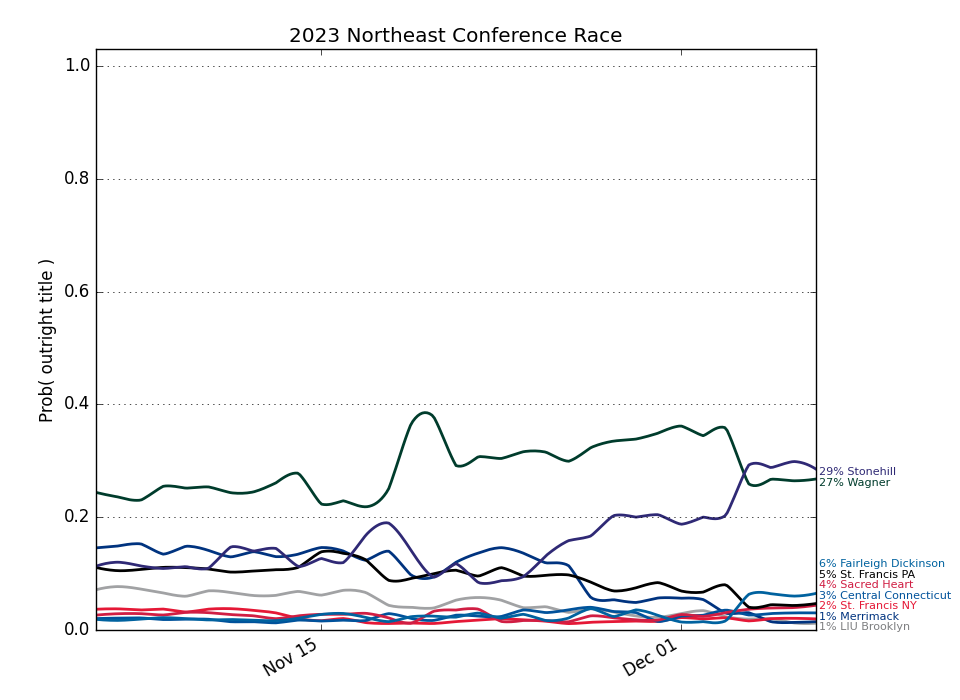 2023 Northeast Conference Race
1.0
0.8
0.6
0.4
0.2
0.0
Prob( outright title )
Nov 15
Dec 01
29% Stonehill
27% Wagner
6% Fairleigh Dickinson
5% St. Francis PA
4% Sacred Heart
3% Central Connecticut
2% St. Francis NY
1% Merrimack
1% LIU Brooklyn